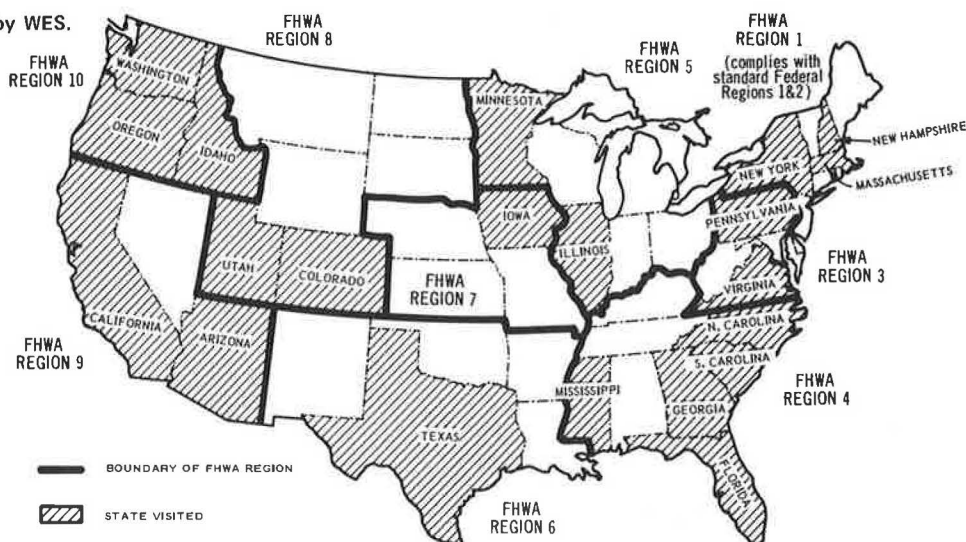 by WES.
FHWA
REGION 8
FHWA
REGION 5
FHWA
REGION 1
(complies with
standard Federal
Regions 1&2)
FHWA
REGION 10
WASHINGTON
OREGON
IDAHO
MINNESOTA
NEW HAMPSHIRE
NEW YORK
MASSACHUSETTS
IOWA
PENNSYLVANIA
ILLINOIS
UTAH
COLORADO
FHWA
REGION 7
VIRGINIA
FHWA
REGION 3
CALIFORNIA
ARIZONA
N. CAROLINA
S. CAROLINA
FHWA
REGION 9
MISSISSIPPI
GEORGIA
FHWA
REGION 4
TEXAS
FLORIDA
BOUNDARY OF FHWA REGION
STATE VISITED
FHWA
REGION 6